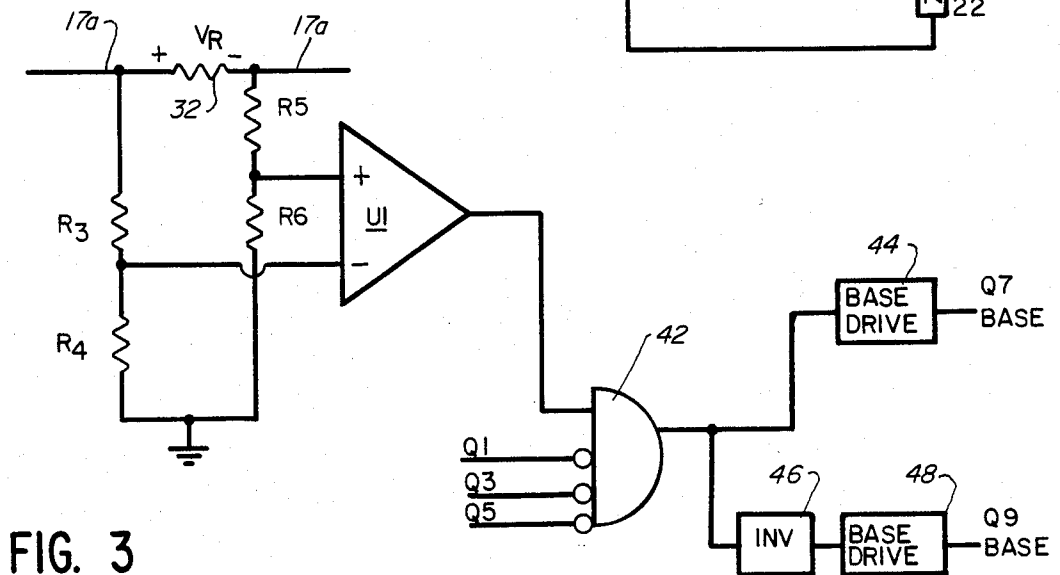 22
17a
+ VR -
17a
32
R5
R3
R6
+
U1
-
R4
44
BASE
DRIVE
Q7
BASE
42
Q1
Q3
Q5
46
INV
48
BASE
DRIVE
Q9
BASE
FIG. 3